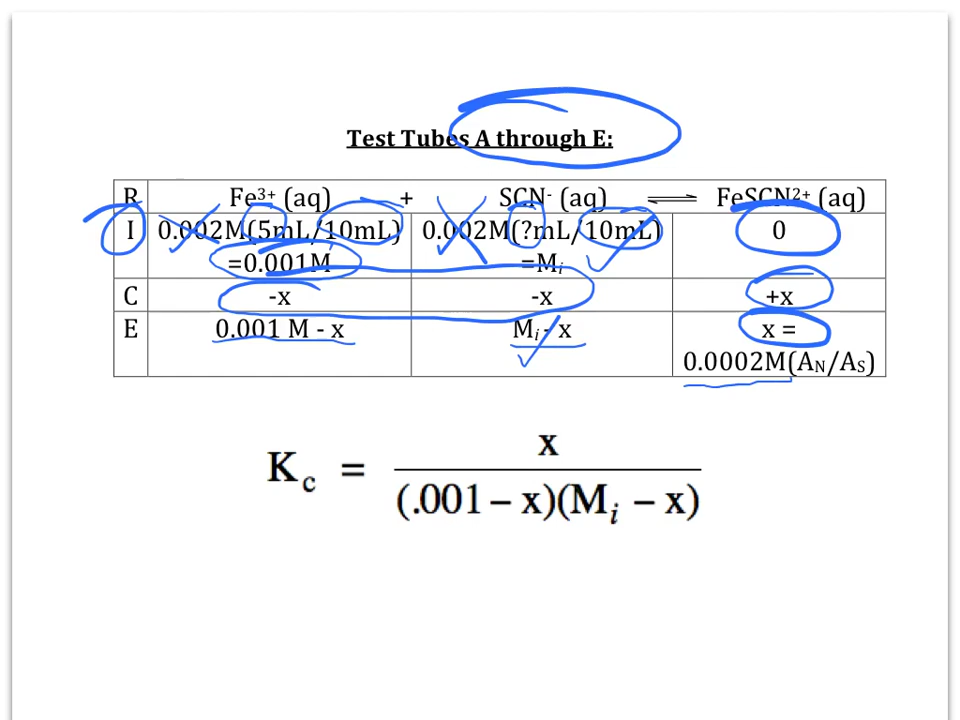 Test Tubes A through E:
R Fe³⁺ (aq) + SCN⁻ (aq) ⇌ FeSCN²⁺ (aq)
I 0.002M(5mL/10mL) 0.002M(?mL/10mL) 0
=0.001M =Mᵢ
C -x -x +x
E 0.001 M - x Mᵢ - x x =
0.0002M(A_N/A_S)
K_c = x / (.001 – x)(Mᵢ – x)